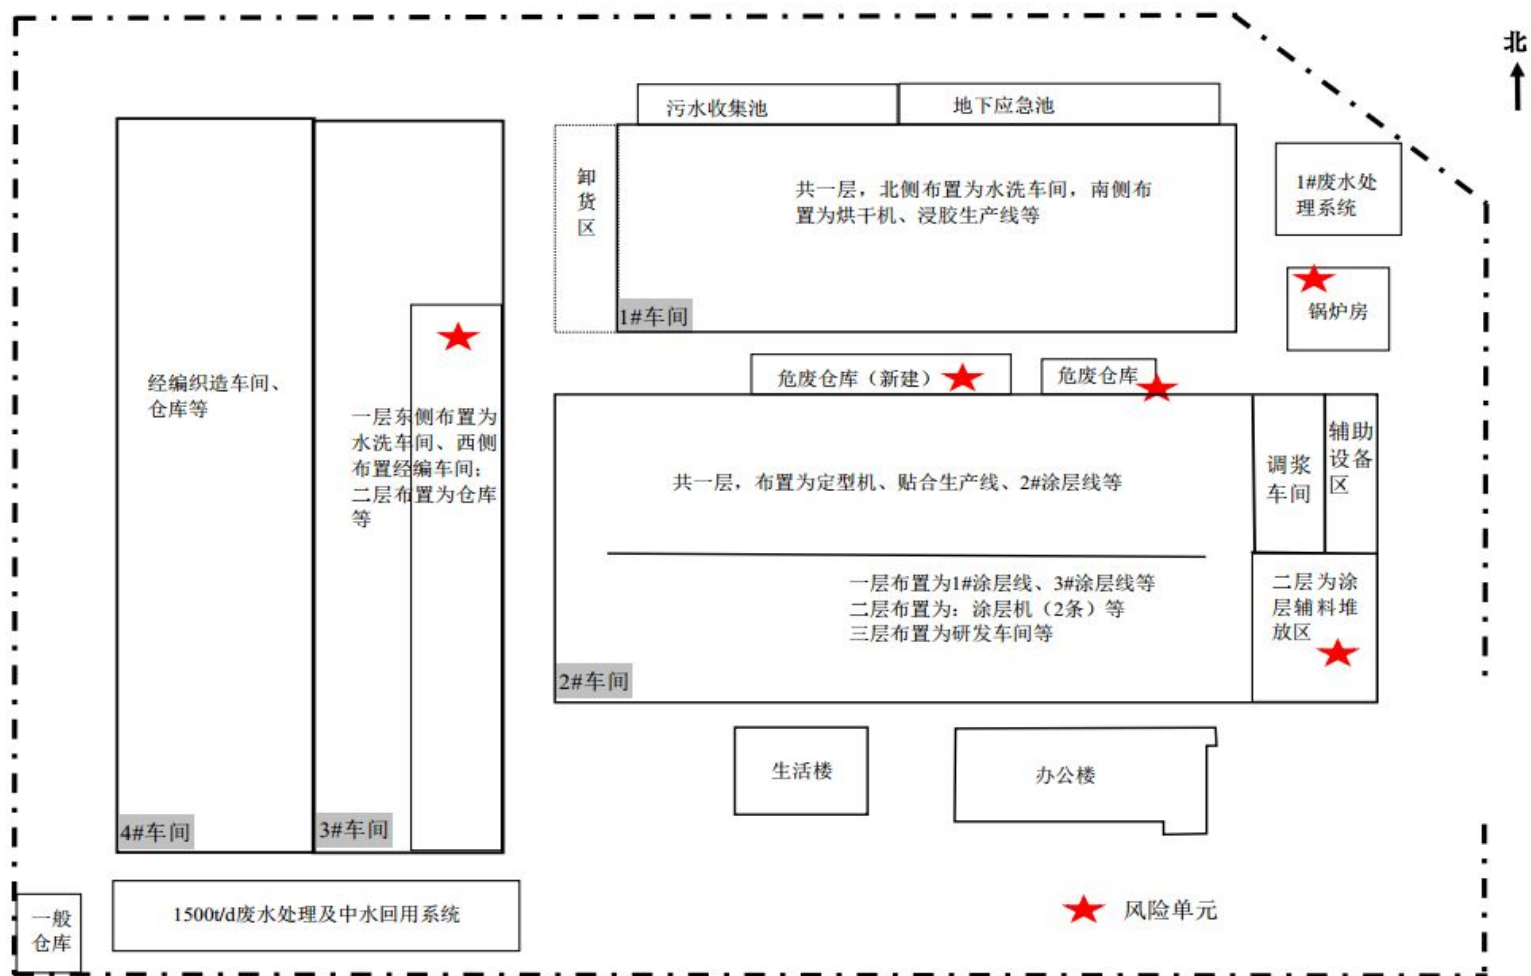 北
污水收集池
地下应急池
卸
货
区
共一层，北侧布置为水洗车间，南侧布
置为烘干机、浸胶生产线等
1#车间
1#废水处
理系统
锅炉房
经编织造车间、
仓库等
4#车间
一层东侧布置为
水洗车间、西侧
布置经编车间；
二层布置为仓库
等
3#车间
危废仓库（新建）
危废仓库
共一层，布置为定型机、贴合生产线、2#涂层线等
调浆
车间
辅助
设备
区
一层布置为1#涂层线、3#涂层线等
二层布置为：涂层机（2条）等
三层布置为研发车间等
二层为涂
层辅料堆
放区
2#车间
生活楼
办公楼
一般
仓库
1500t/d废水处理及中水回用系统
风险单元